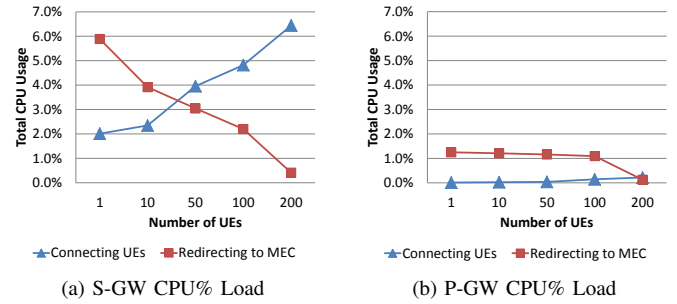 7.0%
6.0%
5.0%
4.0%
3.0%
2.0%
1.0%
0.0%
Total CPU Usage
1 10 50 100 200
Number of UEs
Connecting UEs Redirecting to MEC
(a) S-GW CPU% Load
7.0%
6.0%
5.0%
4.0%
3.0%
2.0%
1.0%
0.0%
Total CPU Usage
1 10 50 100 200
Number of UEs
Connecting UEs Redirecting to MEC
(b) P-GW CPU% Load